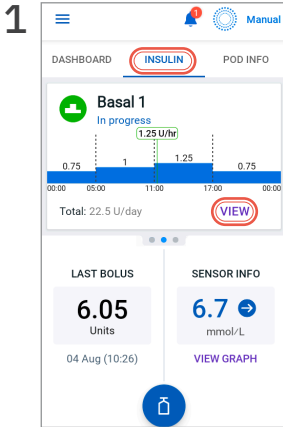 1
1
Manual
DASHBOARD INSULIN POD INFO
Basal 1
In progress
1.25 U/hr
0.75 1 1.25 0.75
00:00 05:00 11:00 17:00 00:00
Total: 22.5 U/day VIEW
LAST BOLUS
6.05
Units
04 Aug (10:26)
SENSOR INFO
6.7
mmol/L
VIEW GRAPH